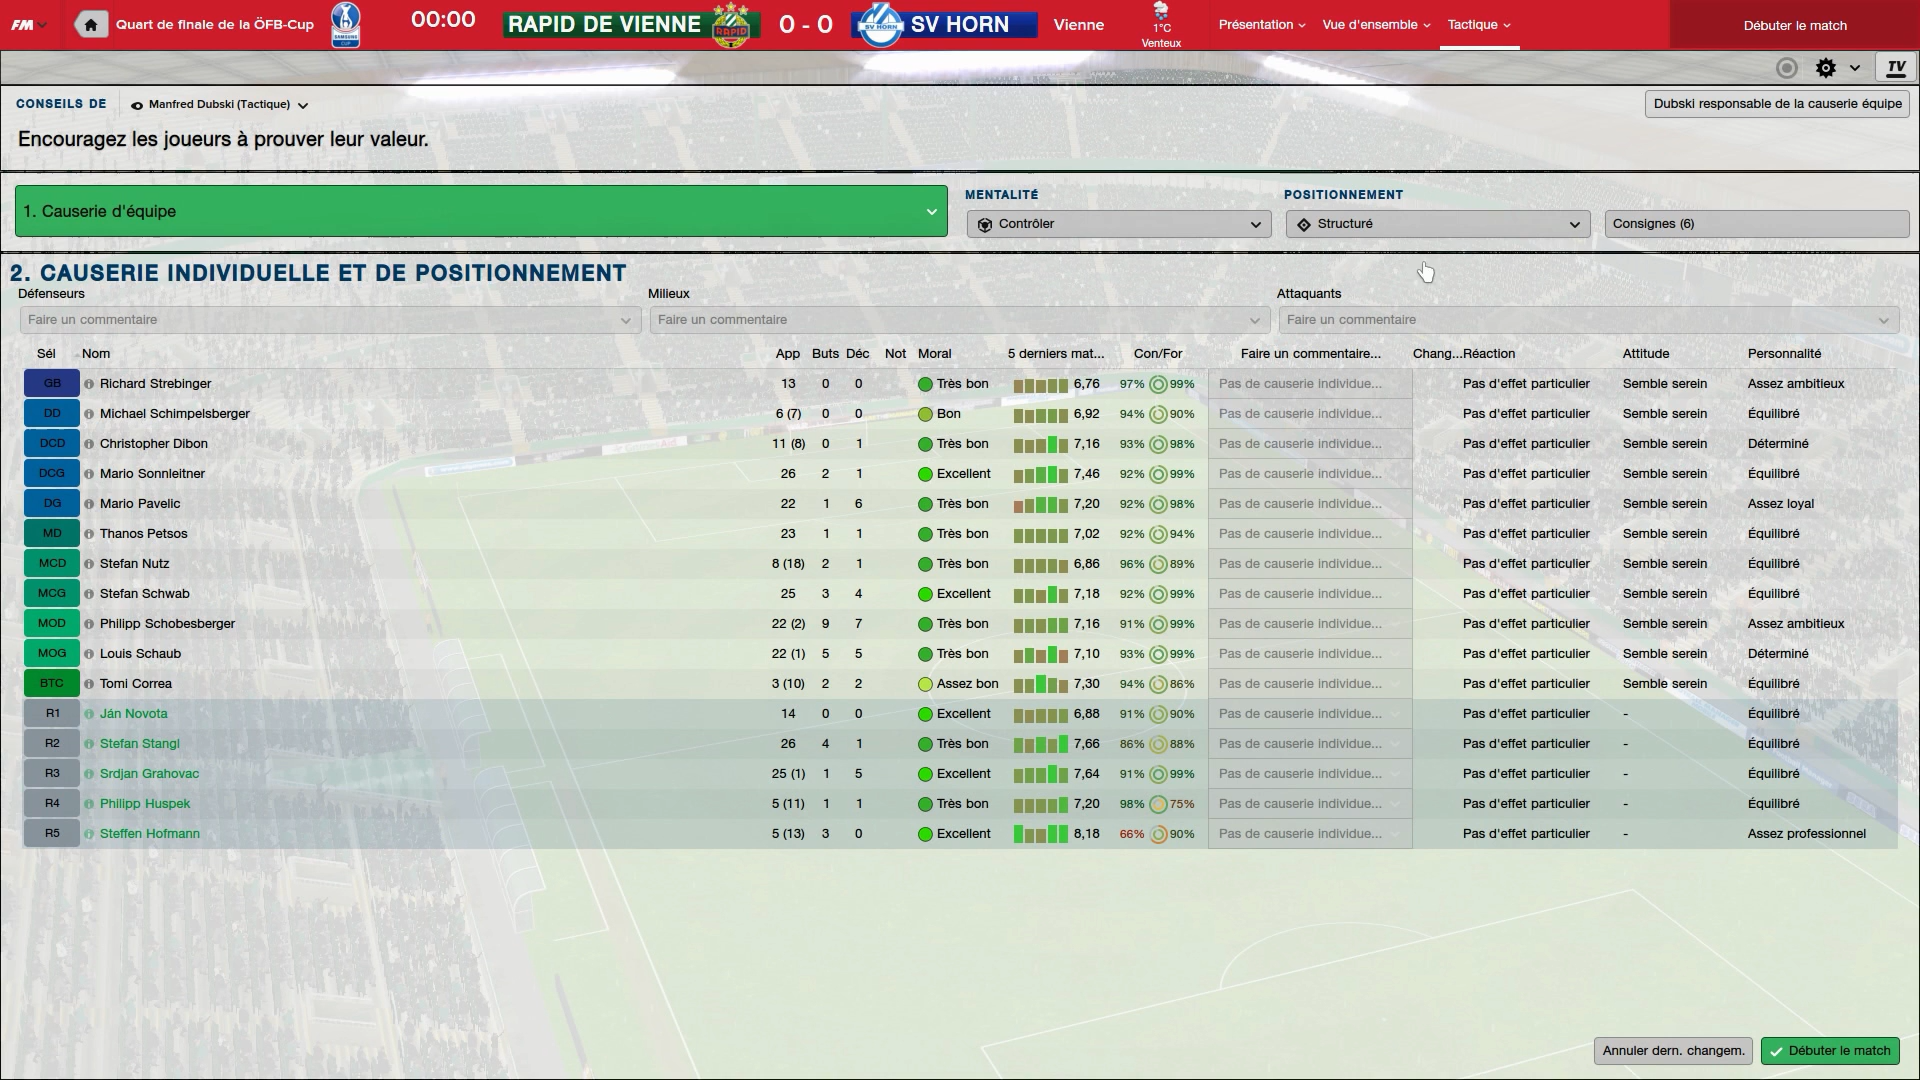 FM
Quart de finale de la ÖFB-Cup
00:00
RAPID DE VIENNE
0 - 0
SV HORN
Vienne
1°C
Venteux
Présentation
Vue d'ensemble
Tactique
Débuter le match
TV
CONSEILS DE
Manfred Dubski (Tactique)
Dubski responsable de la causerie équipe
Encouragez les joueurs à prouver leur valeur.
1. Causerie d'équipe
MENTALITÉ
Contrôler
POSITIONNEMENT
Structuré
Consignes (6)
2. CAUSERIE INDIVIDUELLE ET DE POSITIONNEMENT
Défenseurs
Milieux
Attaquants
Faire un commentaire
Faire un commentaire
Faire un commentaire
Sél Nom App Buts Déc Not Moral 5 derniers mat... Con/For Faire un commentaire... Chang... Réaction Attitude Personnalité
GB Richard Strebinger 13 0 0 Très bon 6,76 97% 99% Pas de causerie individue... Pas d'effet particulier Semble serein Assez ambitieux
DD Michael Schimpelsberger 6 (7) 0 0 Bon 6,92 94% 90% Pas de causerie individue... Pas d'effet particulier Semble serein Équilibré
DCD Christopher Dibon 11 (8) 0 1 Très bon 7,16 93% 98% Pas de causerie individue... Pas d'effet particulier Semble serein Déterminé
DCG Mario Sonnleitner 26 2 1 Excellent 7,46 92% 99% Pas de causerie individue... Pas d'effet particulier Semble serein Équilibré
DG Mario Pavelic 22 1 6 Très bon 7,20 92% 98% Pas de causerie individue... Pas d'effet particulier Semble serein Assez loyal
MD Thanos Petsos 23 1 1 Très bon 7,02 92% 94% Pas de causerie individue... Pas d'effet particulier Semble serein Équilibré
MCD Stefan Nutz 8 (18) 2 1 Très bon 6,86 96% 89% Pas de causerie individue... Pas d'effet particulier Semble serein Équilibré
MCG Stefan Schwab 25 3 4 Excellent 7,18 92% 99% Pas de causerie individue... Pas d'effet particulier Semble serein Équilibré
MOD Philipp Schobesberger 22 (2) 9 7 Très bon 7,16 91% 99% Pas de causerie individue... Pas d'effet particulier Semble serein Assez ambitieux
MOG Louis Schaub 22 (1) 5 5 Très bon 7,10 93% 99% Pas de causerie individue... Pas d'effet particulier Semble serein Déterminé
BTC Tomi Correa 3 (10) 2 2 Assez bon 7,30 94% 86% Pas de causerie individue... Pas d'effet particulier Semble serein Équilibré
R1 Ján Novota 14 0 0 Excellent 6,88 91% 90% Pas de causerie individue... Pas d'effet particulier - Équilibré
R2 Stefan Stangl 26 4 1 Très bon 7,66 86% 88% Pas de causerie individue... Pas d'effet particulier - Équilibré
R3 Srdjan Grahovac 25 (1) 1 5 Excellent 7,64 91% 99% Pas de causerie individue... Pas d'effet particulier - Équilibré
R4 Philipp Huspek 5 (11) 1 1 Très bon 7,20 98% 75% Pas de causerie individue... Pas d'effet particulier - Équilibré
R5 Steffen Hofmann 5 (13) 3 0 Excellent 8,18 66% 90% Pas de causerie individue... Pas d'effet particulier - Assez professionnel
Annuler dern. changem.
Débuter le match